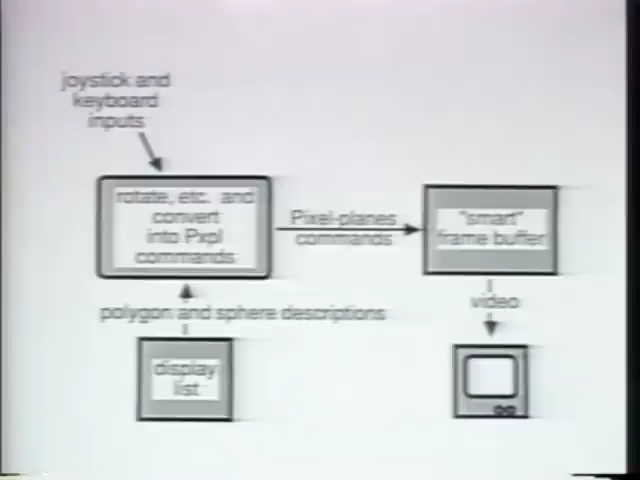 joystick and
keyboard
inputs
rotate, etc. and
convert
into Pxpl
commands
Pixel-planes
commands
"smart"
frame buffer
polygon and sphere descriptions
video
display
list